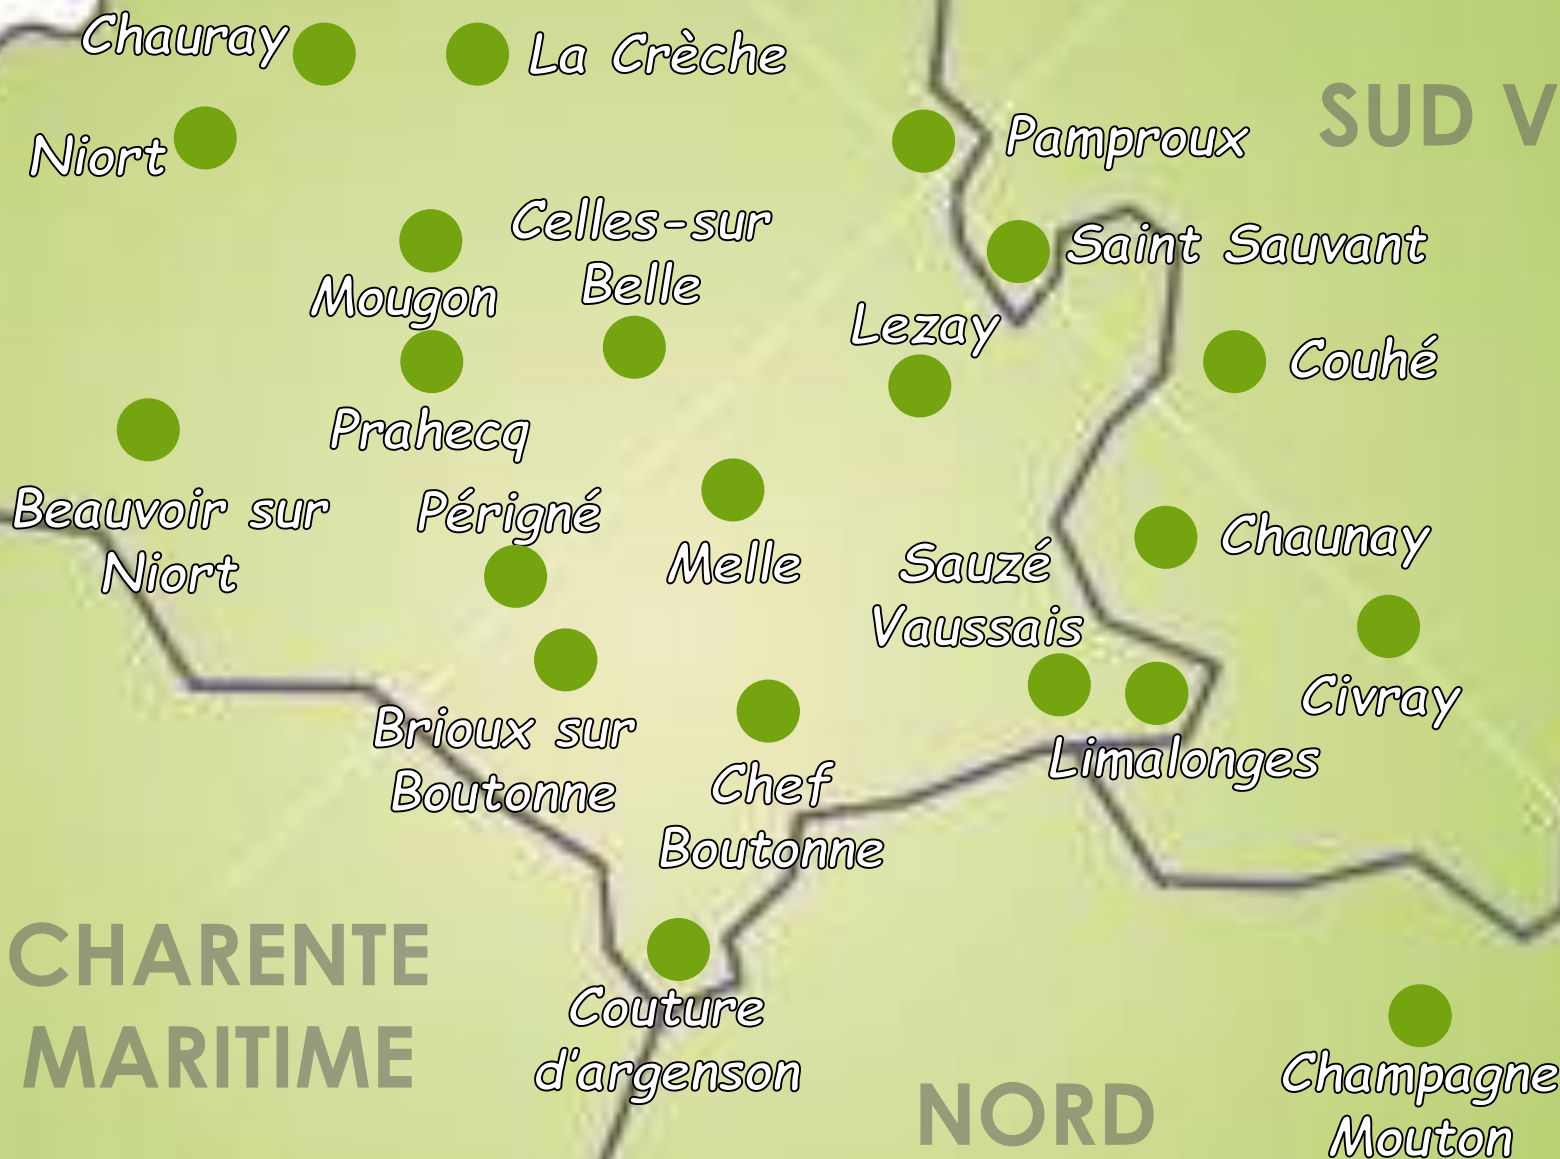 Chauray
La Crèche
SUD V
Pamproux
Niort
Celles-sur
Belle
Saint Sauvant
Mougon
Lezay
Couhé
Prahecq
Beauvoir sur
Niort
Périgné
Melle
Chaunay
Sauzé
Vaussais
Civray
Brioux sur
Boutonne
Chef
Boutonne
Limalonges
CHARENTE
MARITIME
Couture
d'argenson
NORD
Champagne
Mouton